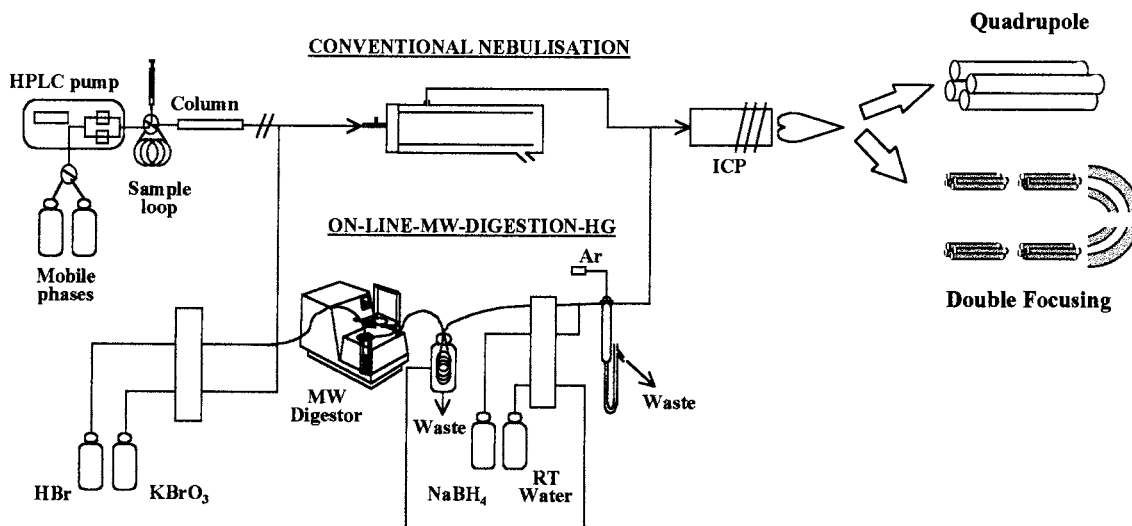 Quadrupole
CONVENTIONAL NEBULISATION
HPLC pump
Column
ICP
Sample
loop
ON-LINE-MW-DIGESTION-HG
Mobile
phases
Ar
Double Focusing
MW
Digestor
Waste
Waste
HBr
KBrO₃
NaBH₄
RT
Water